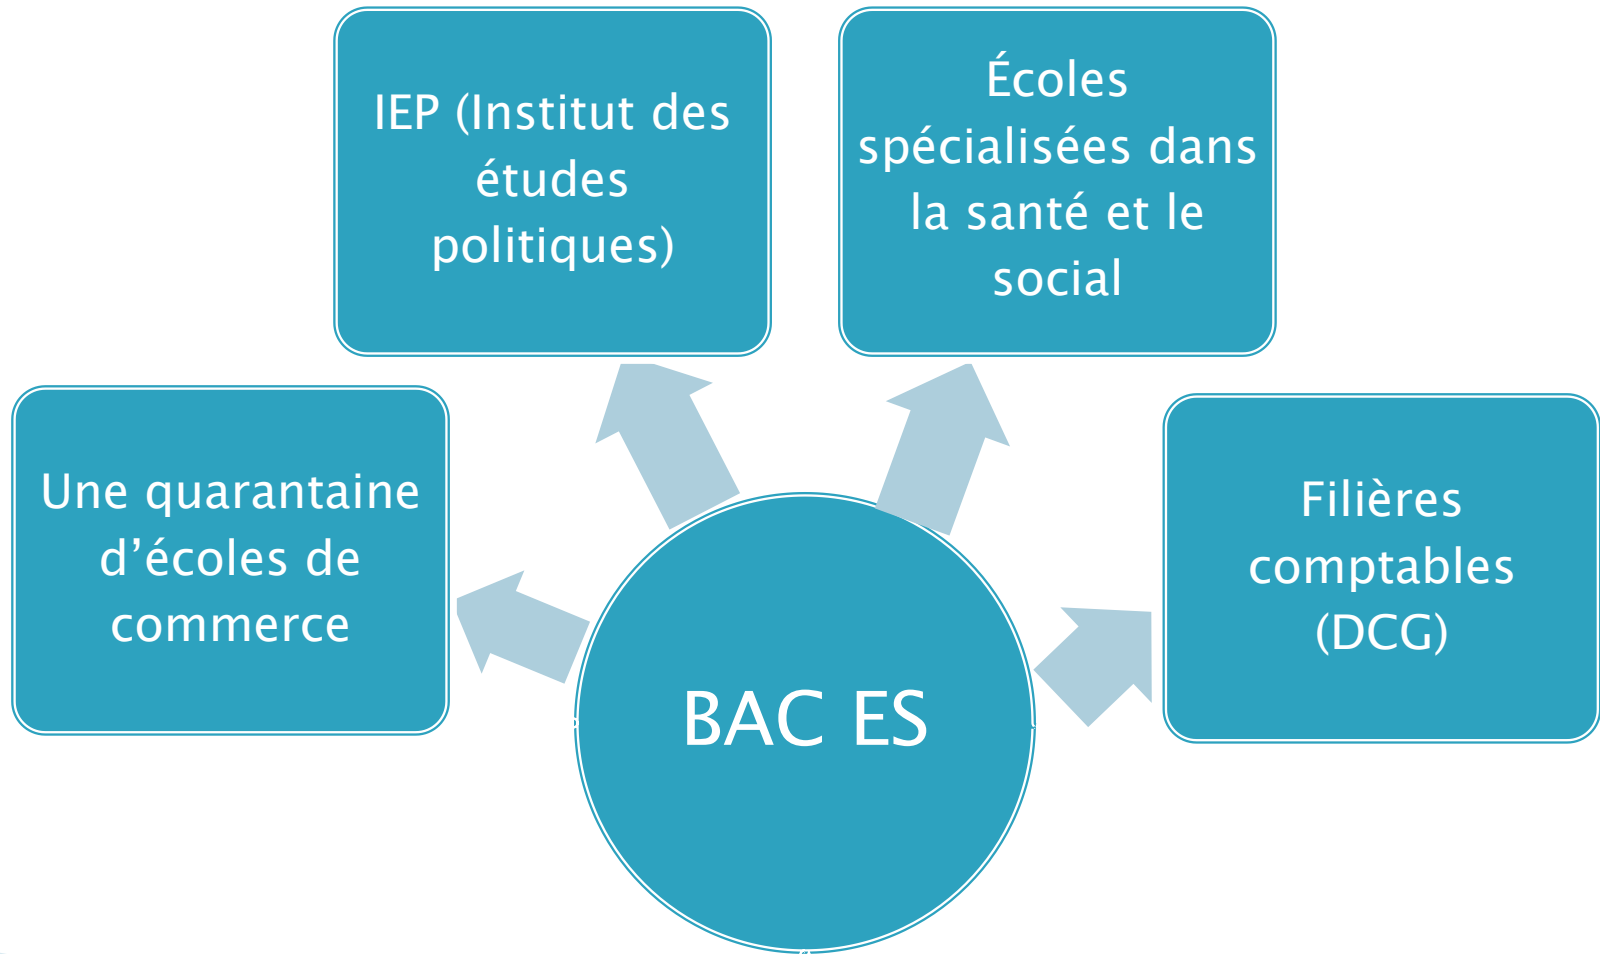 IEP (Institut des
études
politiques)
Écoles
spécialisées dans
la santé et le
social
Une quarantaine
d’écoles de
commerce
Filières
comptables
(DCG)
BAC ES